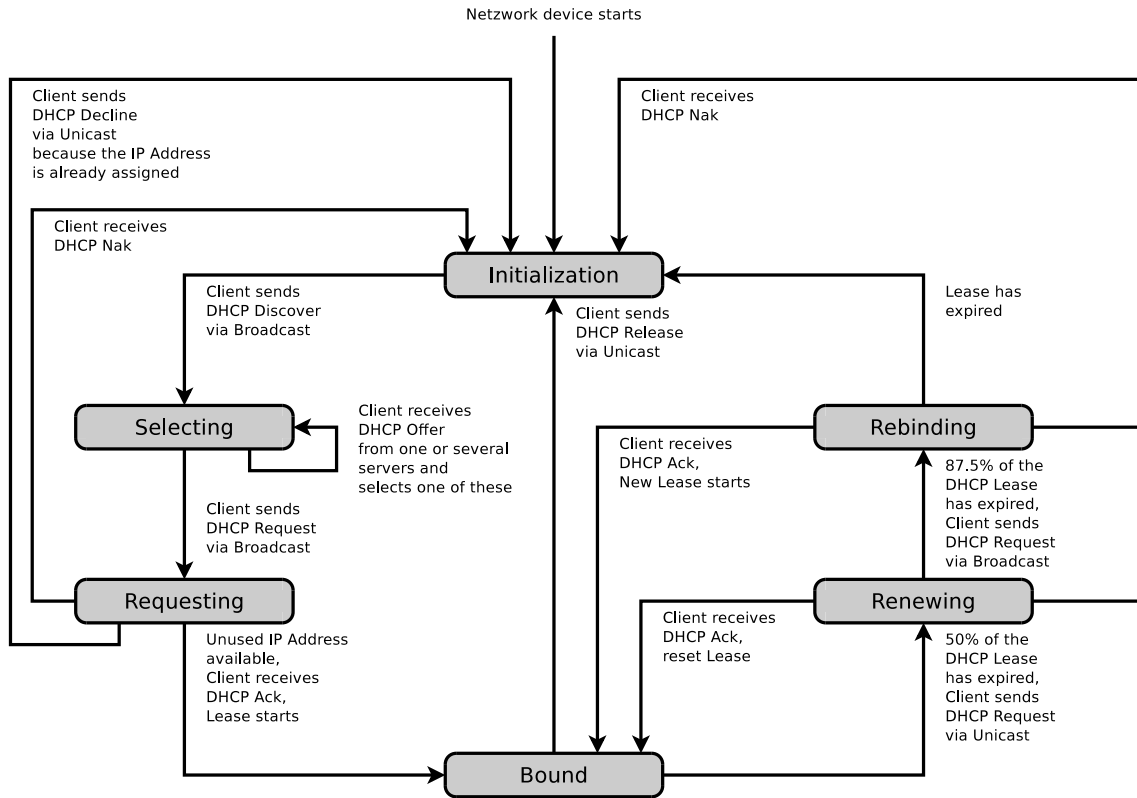 Netzwork device starts
Client sends
DHCP Decline
via Unicast
because the IP Address
is already assigned
Client receives
DHCP Nak
Client receives
DHCP Nak
Initialization
Client sends
DHCP Discover
via Broadcast
Client sends
DHCP Release
via Unicast
Lease has
expired
Selecting
Client receives
DHCP Offer
from one or several
servers and
selects one of these
Rebinding
Client receives
DHCP Ack,
New Lease starts
87.5% of the
DHCP Lease
has expired,
Client sends
DHCP Request
via Broadcast
Client sends
DHCP Request
via Broadcast
Requesting
Renewing
Unused IP Address
available,
Client receives
DHCP Ack,
Lease starts
Client receives
DHCP Ack,
reset Lease
50% of the
DHCP Lease
has expired,
Client sends
DHCP Request
via Unicast
Bound